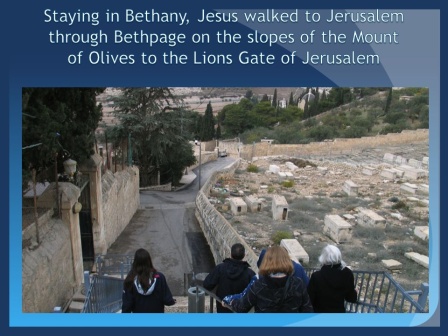 Staying in Bethany, Jesus walked to Jerusalem
through Bethpage on the slopes of the Mount
of Olives to the Lions Gate of Jerusalem